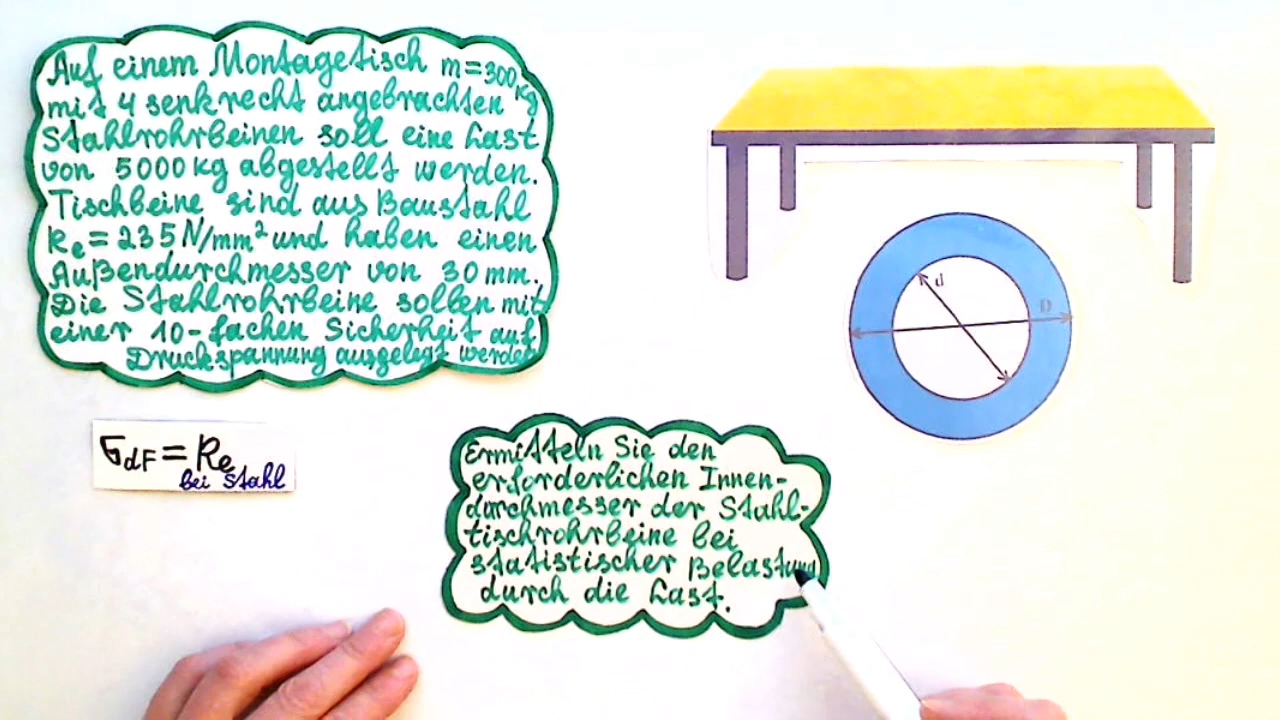 Auf einem Montagetisch m=300 kg
mit 4 senkrecht angebrachten
Stahlrohrbeinen soll eine Last
von 5000 kg abgestellt werden.
Tischbeine sind aus Baustahl
Re=235 N/mm² und haben einen
Außendurchmesser von 30 mm.
Die Stahlrohrbeine sollen mit
einer 10-fachen Sicherheit auf
Druckspannung ausgelegt werden
d
D
σdF = Re
bei Stahl
Ermitteln Sie den
erforderlichen Innen-
durchmesser der Stahl-
tischrohrbeine bei
statistischer Belastung
durch die Last.